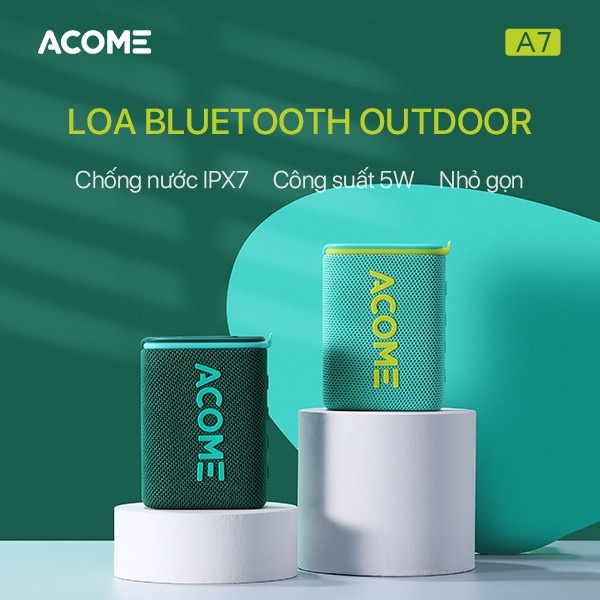 ACOME
A7
LOA BLUETOOTH OUTDOOR
Chống nước IPX7 Công suất 5W Nhỏ gọn
ACOME
ACOME